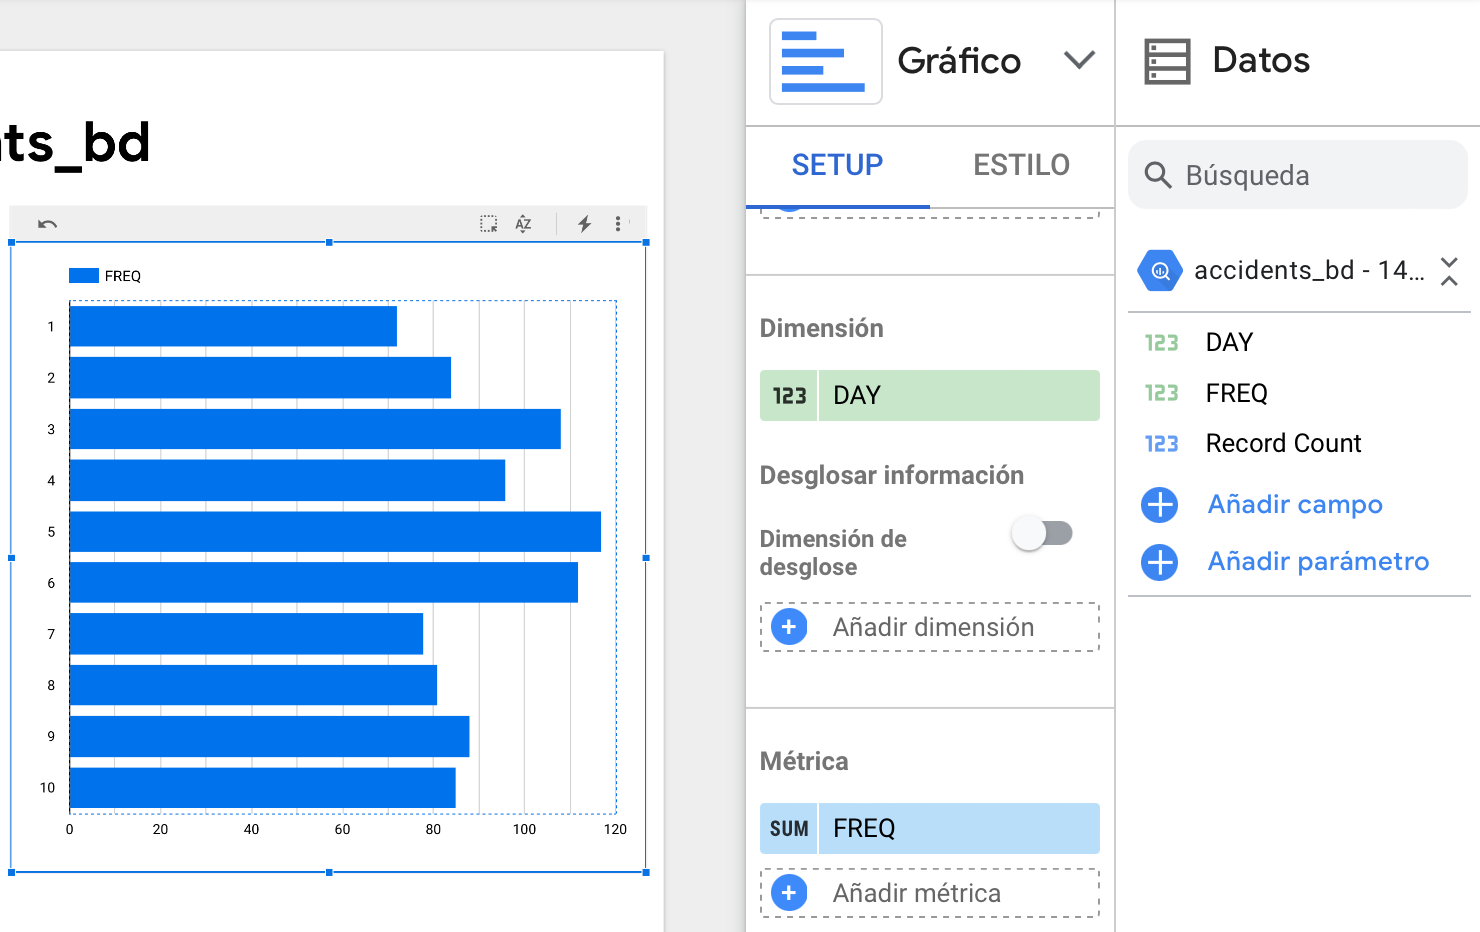 nts_bd
AZ
FREQ
1
2
3
4
5
6
7
8
9
10
0 20 40 60 80 100 120
Gráfico
SETUP ESTILO
Dimensión
123 DAY
Desglosar información
Dimensión de
desglose
Añadir dimensión
Métrica
SUM FREQ
Añadir métrica
Datos
Búsqueda
accidents_bd - 14...
123 DAY
123 FREQ
123 Record Count
Añadir campo
Añadir parámetro